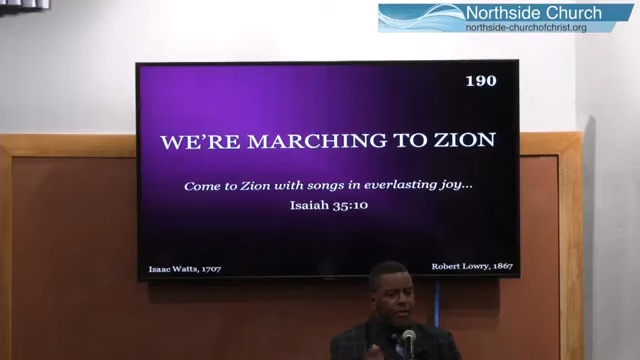 Northside Church
northside-churchofchrist.org
190
WE'RE MARCHING TO ZION
Come to Zion with songs in everlasting joy...
Isaiah 35:10
Isaac Watts, 1707
Robert Lowry, 1867